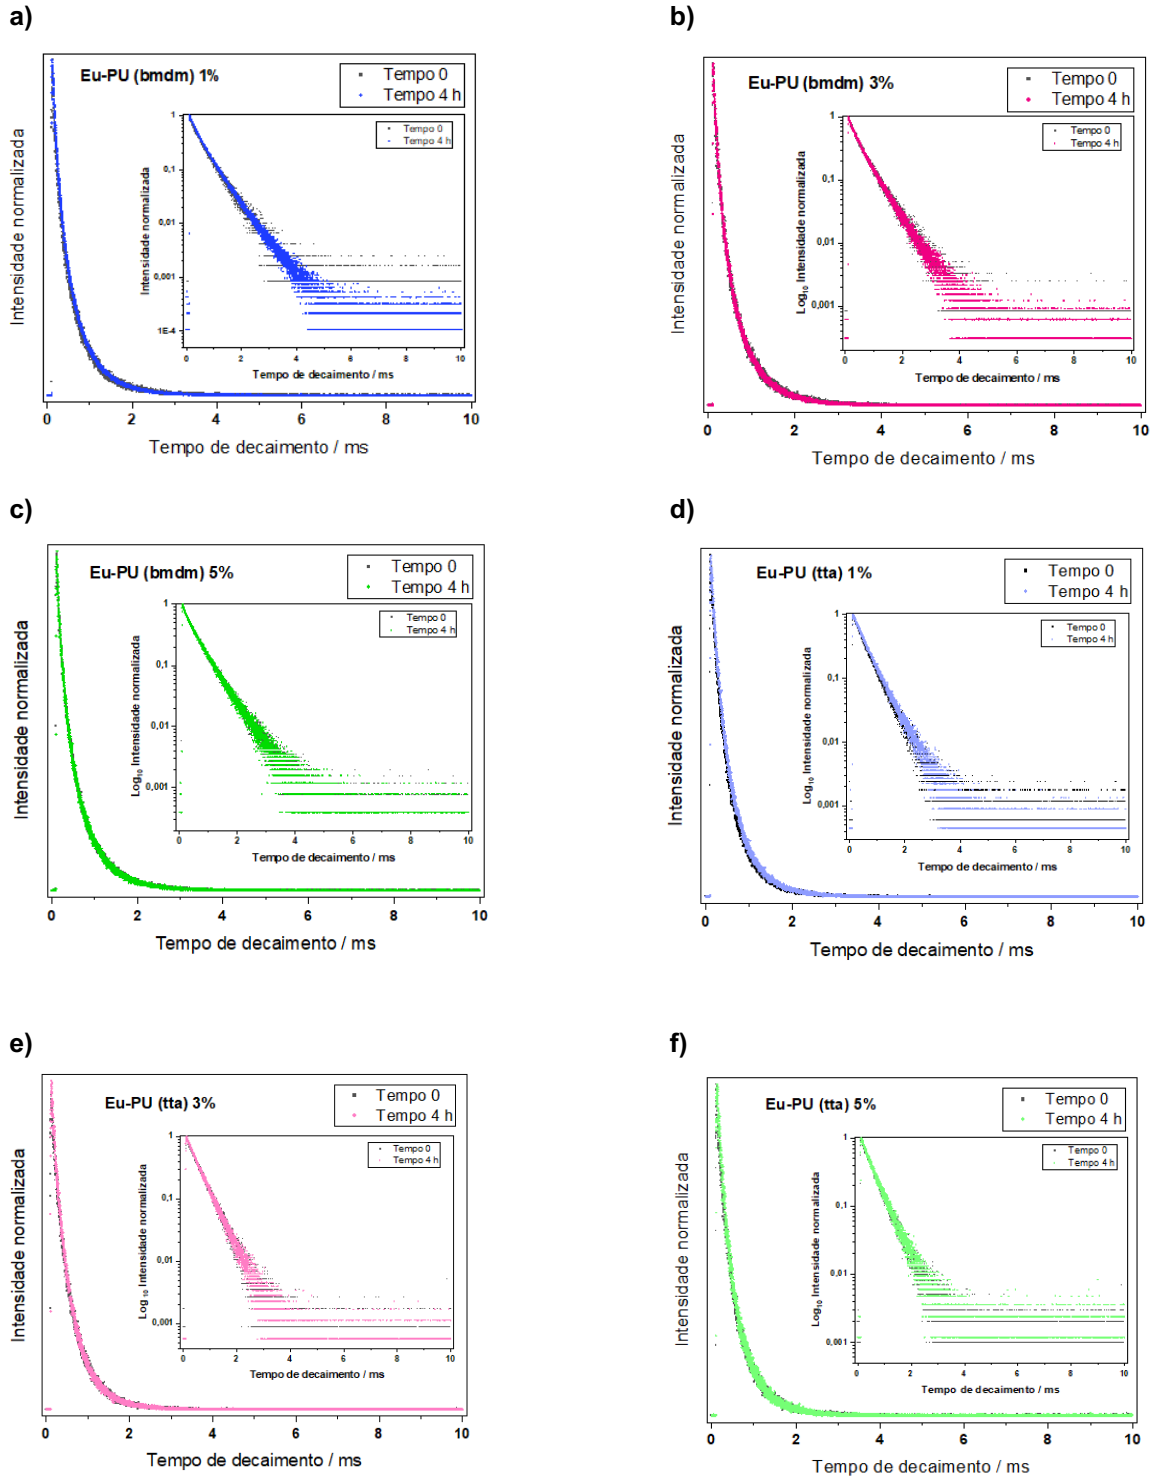 a)
Eu-PU (bmdm) 1%
Tempo 0
Tempo 4 h
Intensidade normalizada
Tempo 0
Tempo 4 h
Intensidade normalizada
1
0,1
0,01
0,001
1E-4
0 2 4 6 8 10
Tempo de decaimento / ms
0 2 4 6 8 10
Tempo de decaimento / ms
b)
Eu-PU (bmdm) 3%
Tempo 0
Tempo 4 h
Intensidade normalizada
Tempo 0
Tempo 4 h
Log10 Intensidade normalizada
1
0,1
0,01
0,001
0 2 4 6 8 10
Tempo de decaimento / ms
0 2 4 6 8 10
Tempo de decaimento / ms
c)
Eu-PU (bmdm) 5%
Tempo 0
Tempo 4 h
Intensidade normalizada
Tempo 0
Tempo 4 h
Log10 Intensidade normalizada
1
0,1
0,01
0,001
0 2 4 6 8 10
Tempo de decaimento / ms
0 2 4 6 8 10
Tempo de decaimento / ms
d)
Eu-PU (tta) 1%
Tempo 0
Tempo 4 h
Intensidade normalizada
Tempo 0
Tempo 4 h
Log10 Intensidade normalizada
1
0,1
0,01
0,001
0 2 4 6 8 10
Tempo de decaimento / ms
0 2 4 6 8 10
Tempo de decaimento / ms
e)
Eu-PU (tta) 3%
Tempo 0
Tempo 4 h
Intensidade normalizada
Tempo 0
Tempo 4 h
Log10 Intensidade normalizada
1
0,1
0,01
0,001
0 2 4 6 8 10
Tempo de decaimento / ms
0 2 4 6 8 10
Tempo de decaimento / ms
f)
Eu-PU (tta) 5%
Tempo 0
Tempo 4 h
Intensidade normalizada
Tempo 0
Tempo 4 h
Log10 Intensidade normalizada
1
0,1
0,01
0,001
0 2 4 6 8 10
Tempo de decaimento / ms
0 2 4 6 8 10
Tempo de decaimento / ms